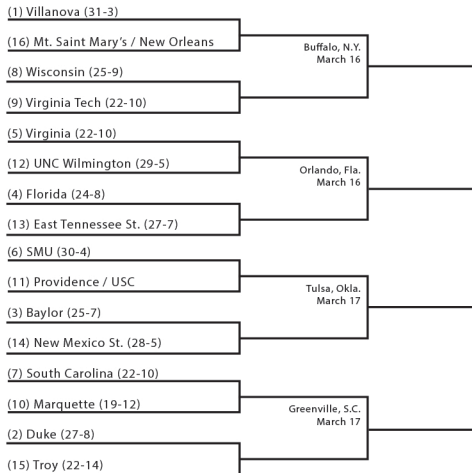 (1) Villanova (31-3)
(16) Mt. Saint Mary's / New Orleans
Buffalo, N.Y.
March 16
(8) Wisconsin (25-9)
(9) Virginia Tech (22-10)
(5) Virginia (22-10)
(12) UNC Wilmington (29-5)
Orlando, Fla.
March 16
(4) Florida (24-8)
(13) East Tennessee St. (27-7)
(6) SMU (30-4)
(11) Providence / USC
Tulsa, Okla.
March 17
(3) Baylor (25-7)
(14) New Mexico St. (28-5)
(7) South Carolina (22-10)
(10) Marquette (19-12)
Greenville, S.C.
March 17
(2) Duke (27-8)
(15) Troy (22-14)